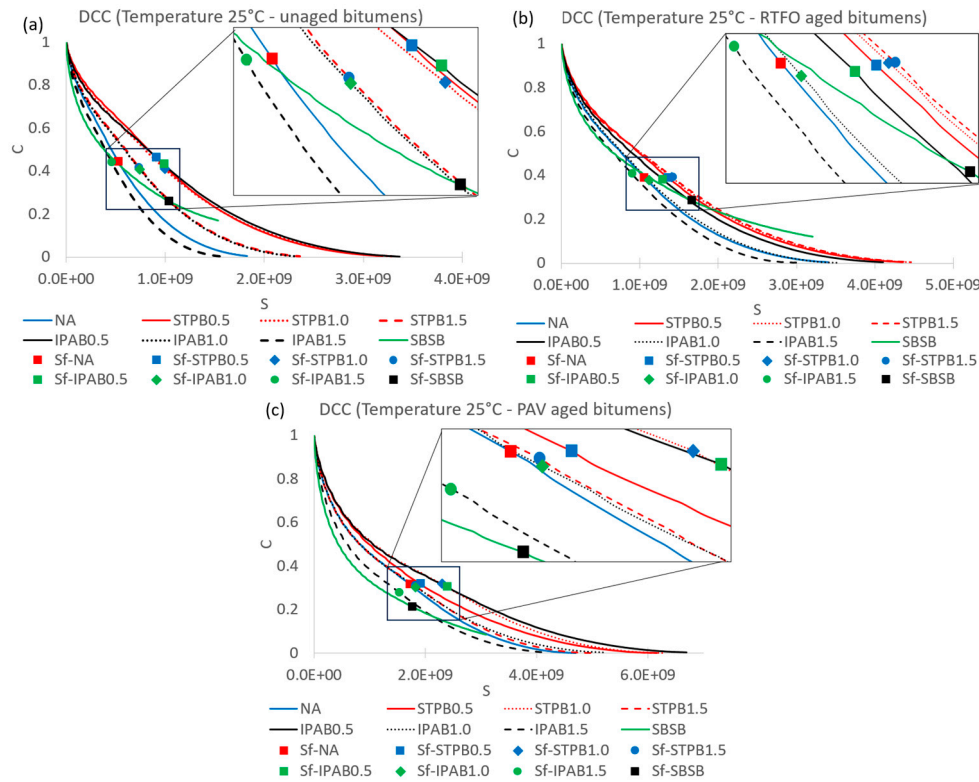 (a)
DCC (Temperature 25°C - unaged bitumens)
1
0.8
0.6
0.4
0.2
0
C
0.0E+00
1.0E+09
2.0E+09
3.0E+09
4.0E+09
S
NA
STPB0.5
STPB1.0
STPB1.5
IPAB0.5
IPAB1.0
IPAB1.5
SBSB
Sf-NA
Sf-STPB0.5
Sf-STPB1.0
Sf-STPB1.5
Sf-IPAB0.5
Sf-IPAB1.0
Sf-IPAB1.5
Sf-SBSB
(b)
DCC (Temperature 25°C - RTFO aged bitumens)
1
0.8
0.6
0.4
0.2
0
C
0.0E+00
1.0E+09
2.0E+09
3.0E+09
4.0E+09
5.0E+09
S
NA
STPB0.5
STPB1.0
STPB1.5
IPAB0.5
IPAB1.0
IPAB1.5
SBSB
Sf-NA
Sf-STPB0.5
Sf-STPB1.0
Sf-STPB1.5
Sf-IPAB0.5
Sf-IPAB1.0
Sf-IPAB1.5
Sf-SBSB
(c)
DCC (Temperature 25°C - PAV aged bitumens)
1
0.8
0.6
0.4
0.2
0
C
0.0E+00
2.0E+09
4.0E+09
6.0E+09
S
NA
STPB0.5
STPB1.0
STPB1.5
IPAB0.5
IPAB1.0
IPAB1.5
SBSB
Sf-NA
Sf-STPB0.5
Sf-STPB1.0
Sf-STPB1.5
Sf-IPAB0.5
Sf-IPAB1.0
Sf-IPAB1.5
Sf-SBSB